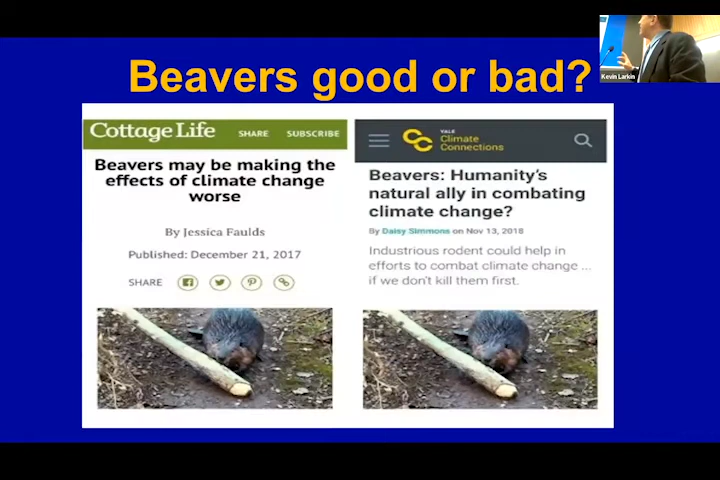 Beavers good or bad?
Kevin Larkin
Cottage Life SHARE SUBSCRIBE
Beavers may be making the
effects of climate change
worse
By Jessica Faulds
Published: December 21, 2017
SHARE
YALE
Climate
Connections
Beavers: Humanity's
natural ally in combating
climate change?
By Daisy Simmons on Nov 13, 2018
Industrious rodent could help in
efforts to combat climate change ...
if we don't kill them first.